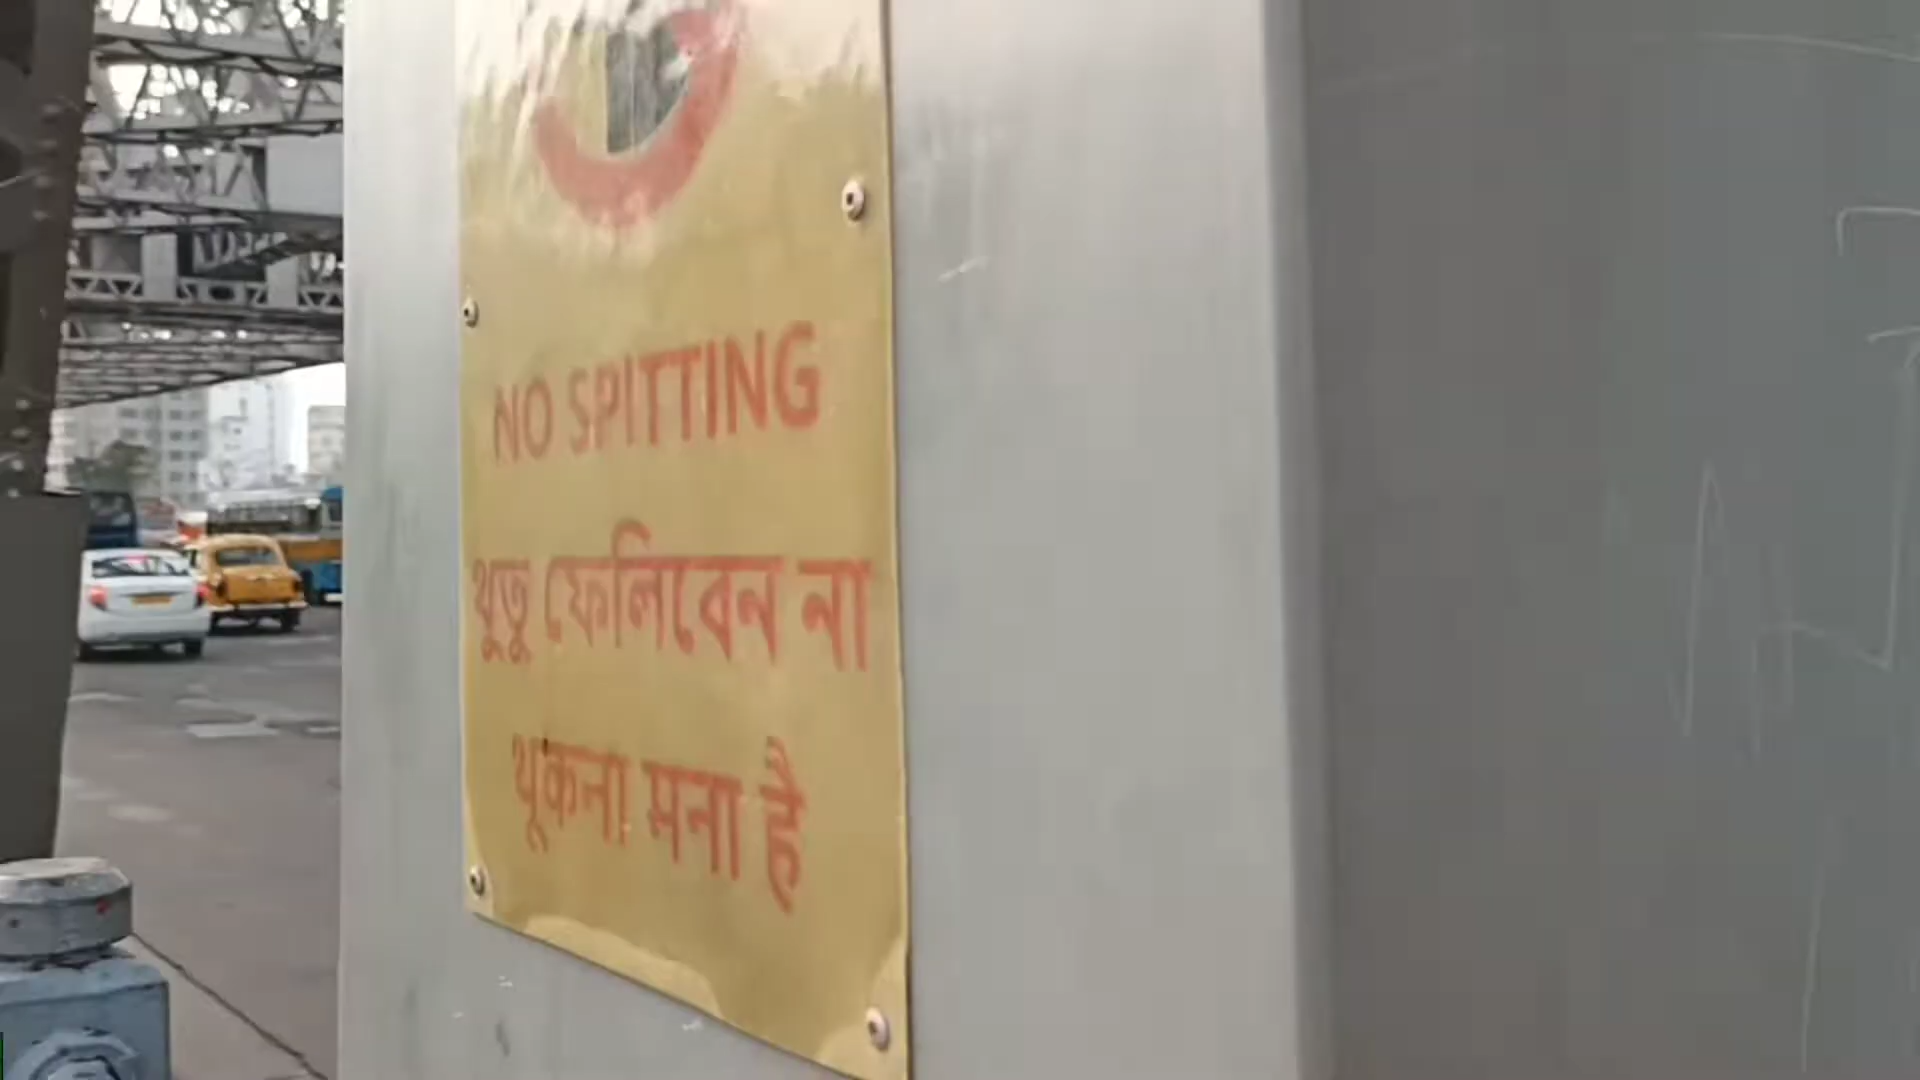 NO SPITTING
থুতু ফেলিবেন না
थूकना मना है